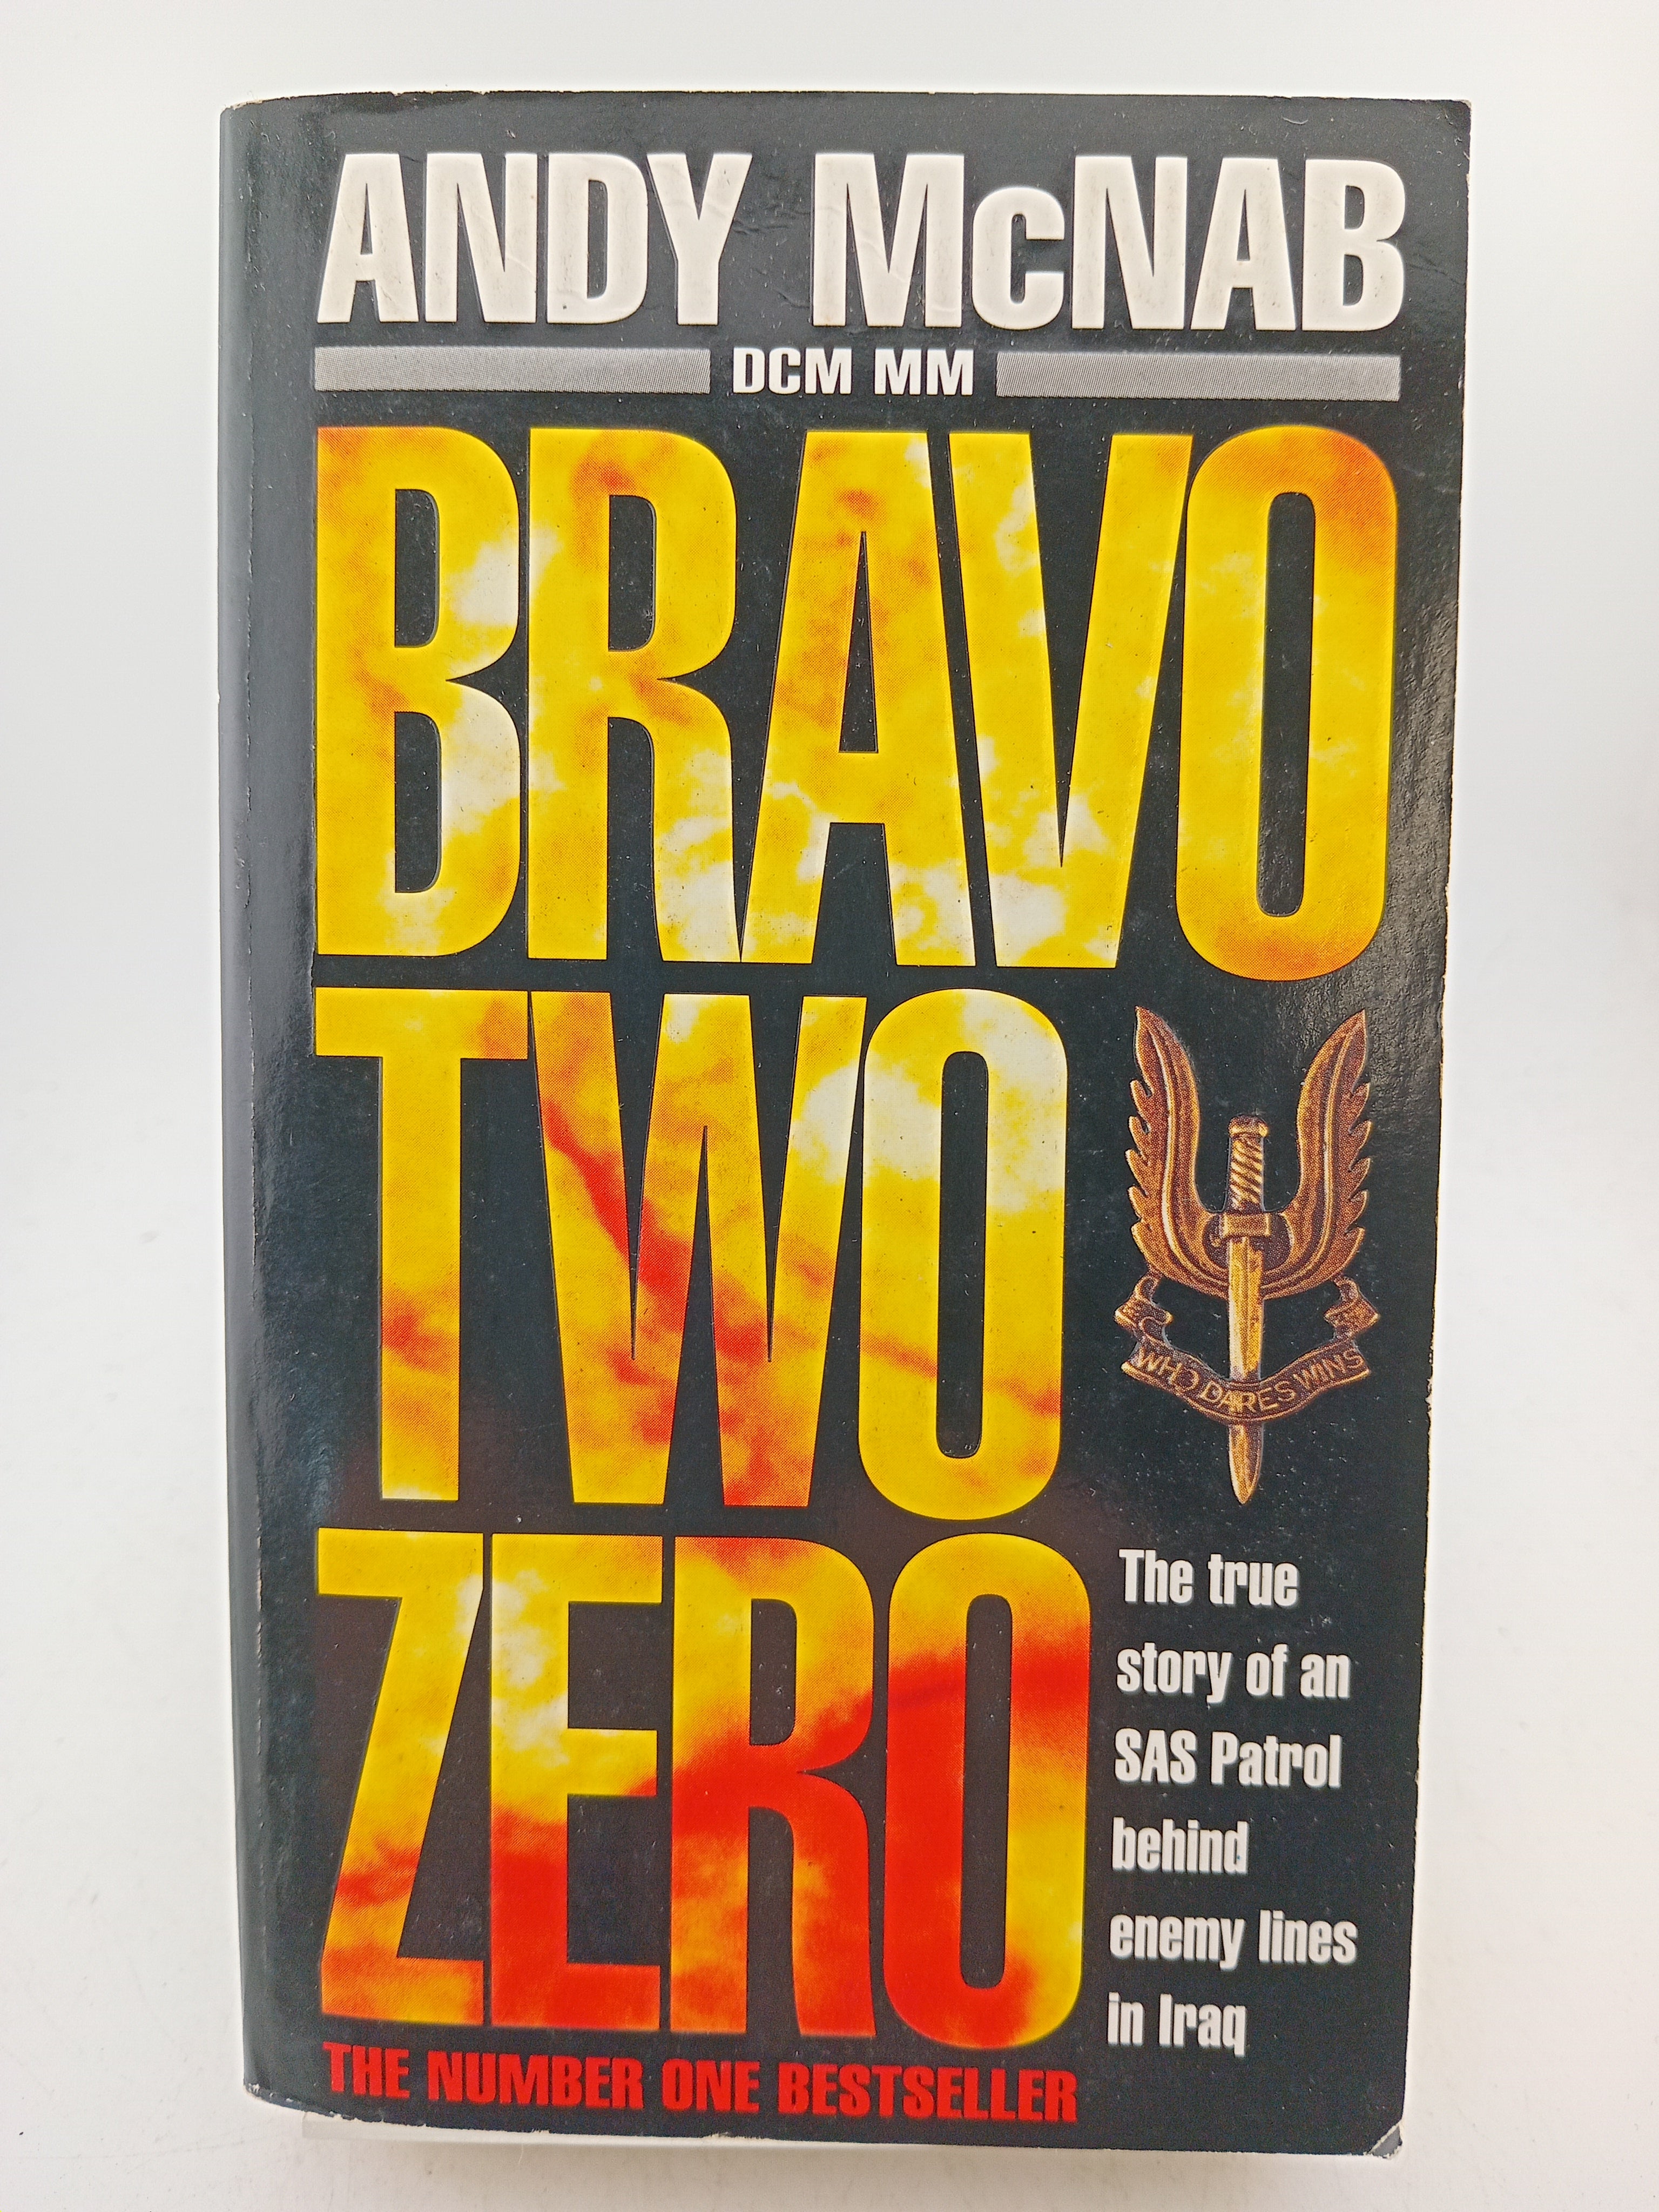 ANDY McNAB
DCM MM
BRAVO
TWO
WHO DARES WINS
ZERO
The true
story of an
SAS Patrol
behind
enemy lines
in Iraq
THE NUMBER ONE BESTSELLER